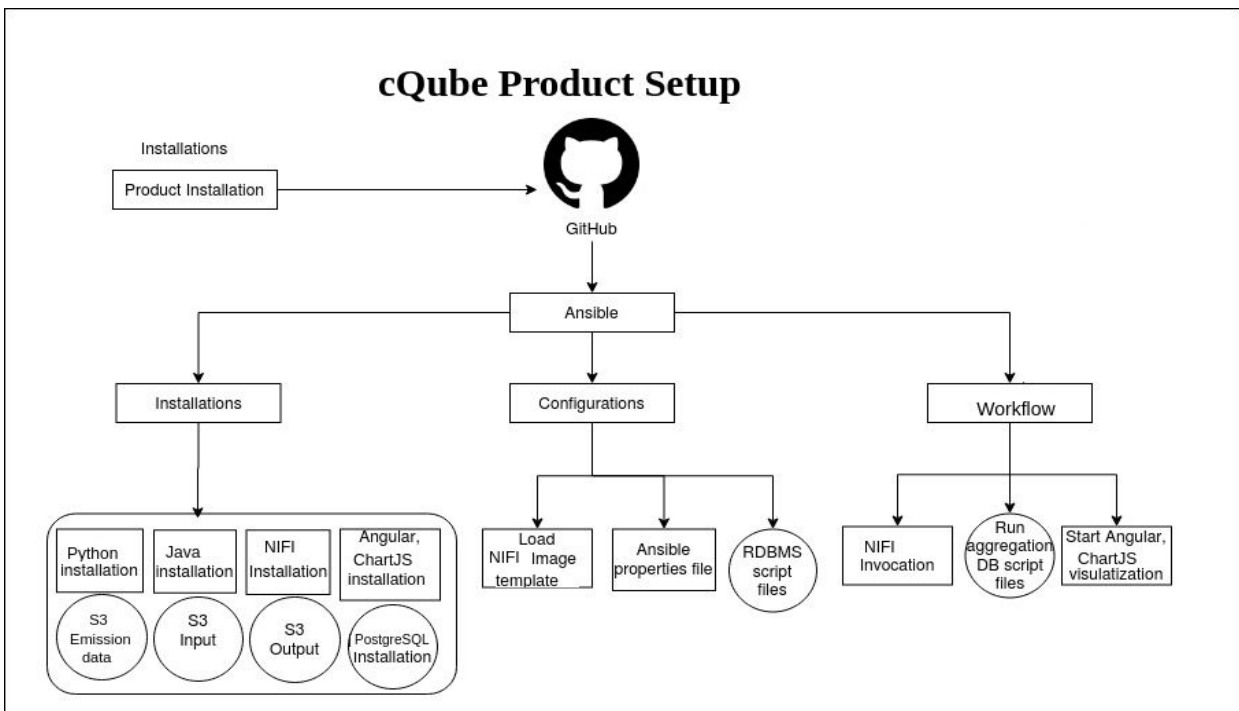 cQube Product Setup
Installations
Product Installation
GitHub
Ansible
Installations
Configurations
Workflow
Python
installation
Java
installation
NIFI
Installation
Angular,
ChartJS
installation
S3
Emission
data
S3
Input
S3
Output
PostgreSQL
Installation
Load
NIFI Image
template
Ansible
properties file
RDBMS
script
files
NIFI
Invocation
Run
aggregation
DB script
files
Start Angular,
ChartJS
visulatization